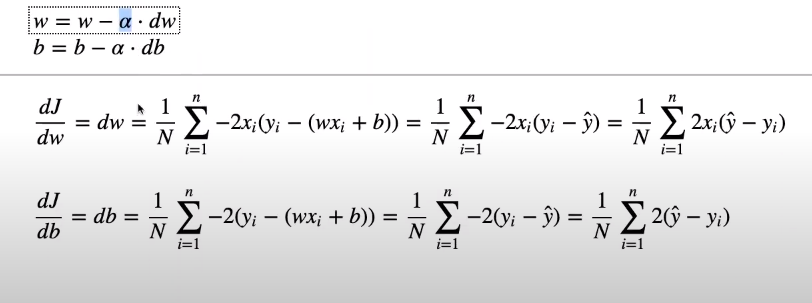 w = w − α · dw
b = b − α · db
dJ/dw = dw = 1/N ∑_{i=1}^{n} −2x_i(y_i − (wx_i + b)) = 1/N ∑_{i=1}^{n} −2x_i(y_i − ŷ) = 1/N ∑_{i=1}^{n} 2x_i(ŷ − y_i)
dJ/db = db = 1/N ∑_{i=1}^{n} −2(y_i − (wx_i + b)) = 1/N ∑_{i=1}^{n} −2(y_i − ŷ) = 1/N ∑_{i=1}^{n} 2(ŷ − y_i)